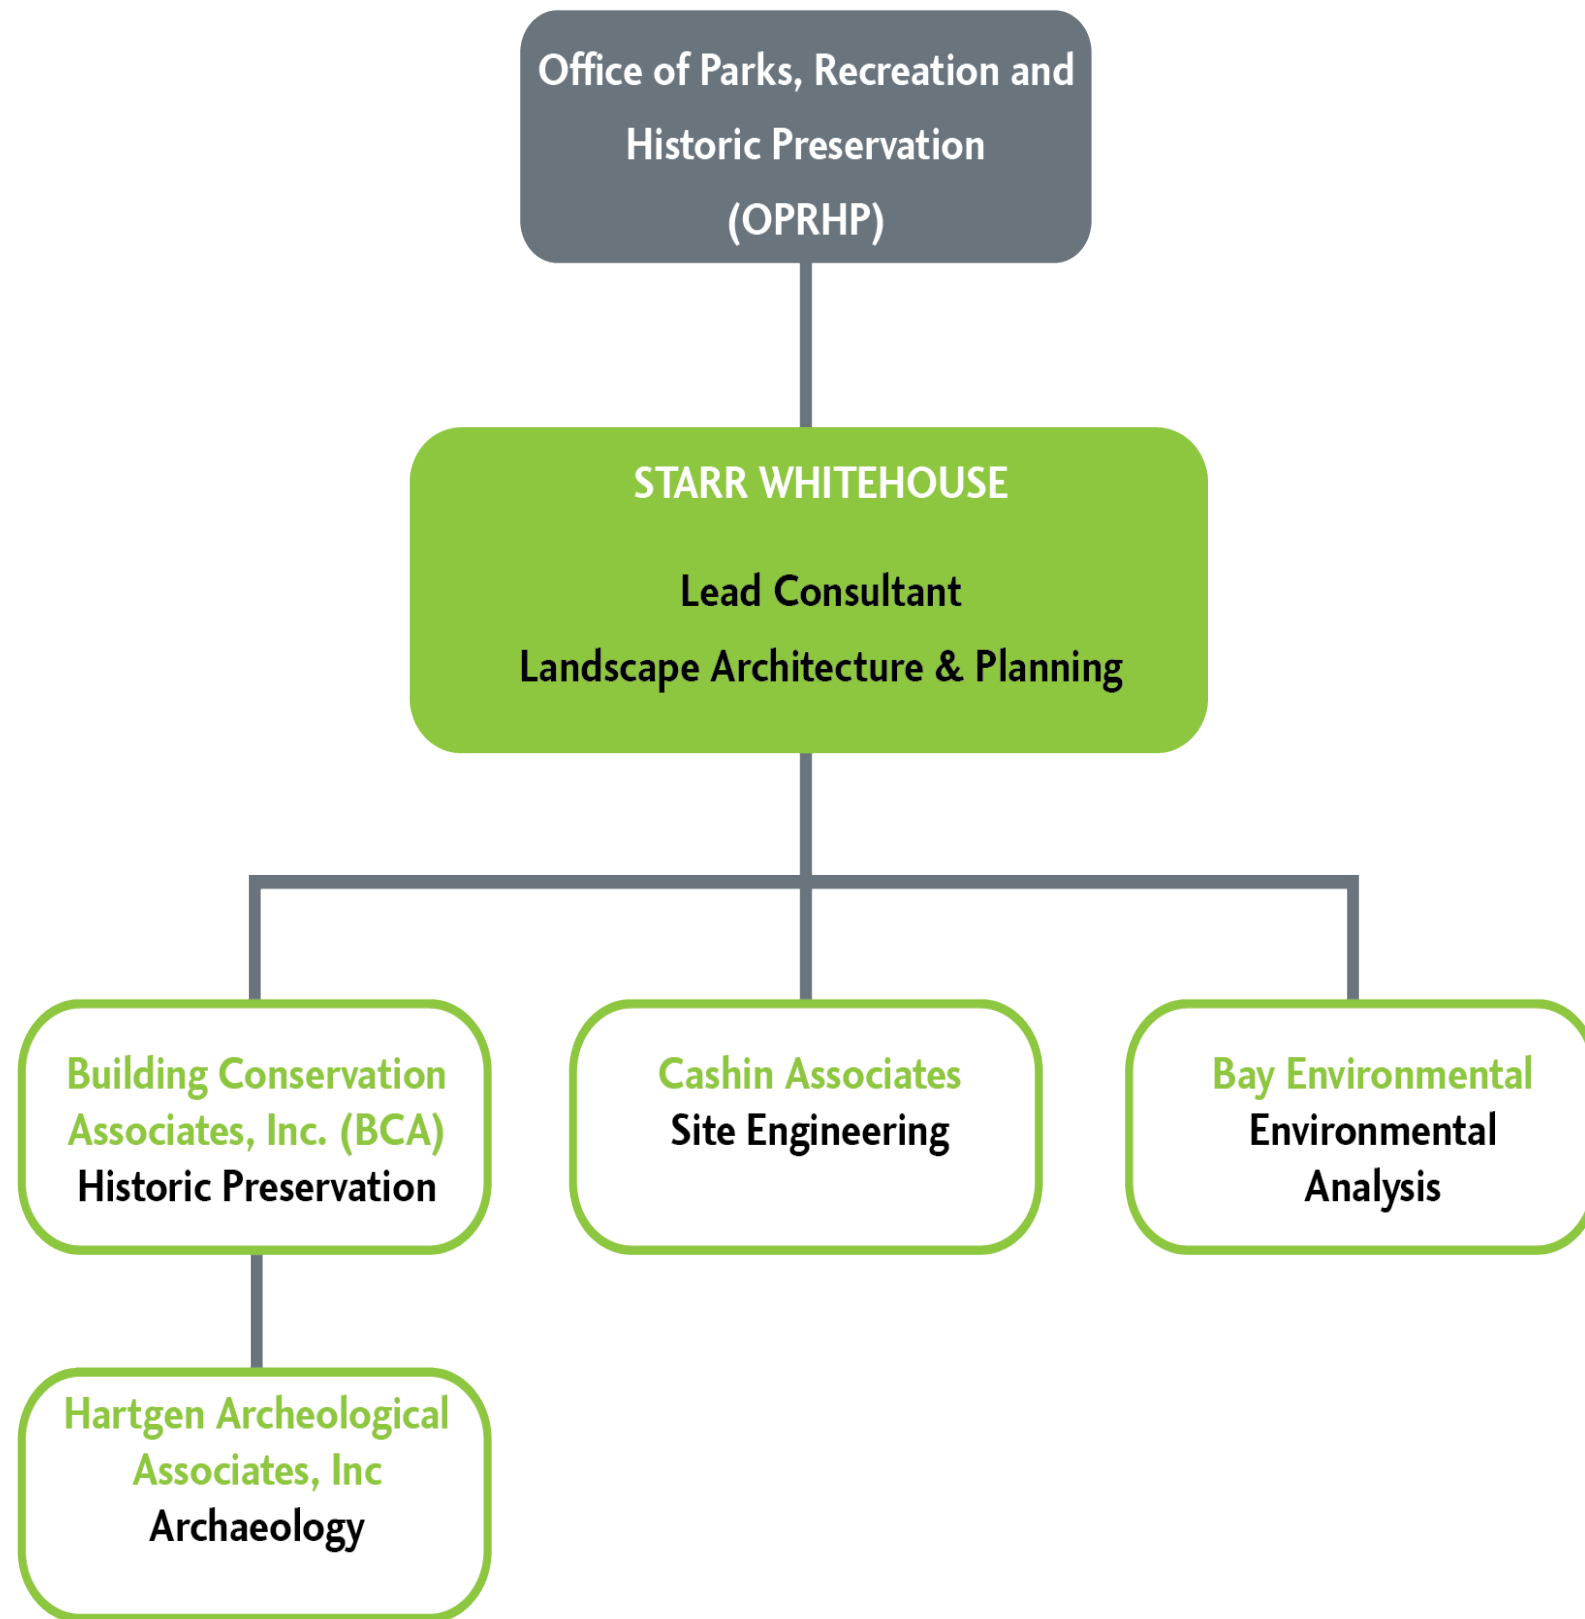 Office of Parks, Recreation and
Historic Preservation
(OPRHP)
STARR WHITEHOUSE
Lead Consultant
Landscape Architecture & Planning
Building Conservation
Associates, Inc. (BCA)
Historic Preservation
Cashin Associates
Site Engineering
Bay Environmental
Environmental
Analysis
Hartgen Archeological
Associates, Inc
Archaeology